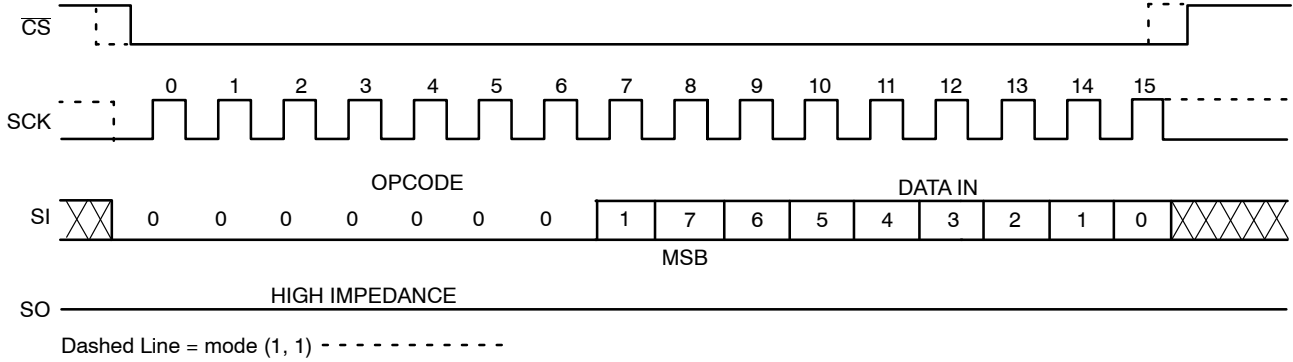 CS
SCK
0 1 2 3 4 5 6 7 8 9 10 11 12 13 14 15
OPCODE
DATA IN
SI
0 0 0 0 0 0 0 1 7 6 5 4 3 2 1 0
MSB
HIGH IMPEDANCE
SO
Dashed Line = mode (1, 1)